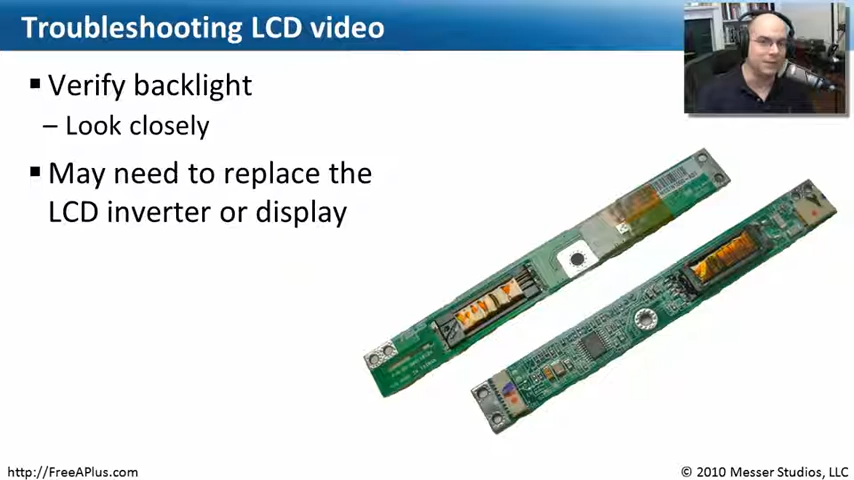 Troubleshooting LCD video
▪ Verify backlight
– Look closely
▪ May need to replace the
LCD inverter or display
http://FreeAPlus.com
© 2010 Messer Studios, LLC